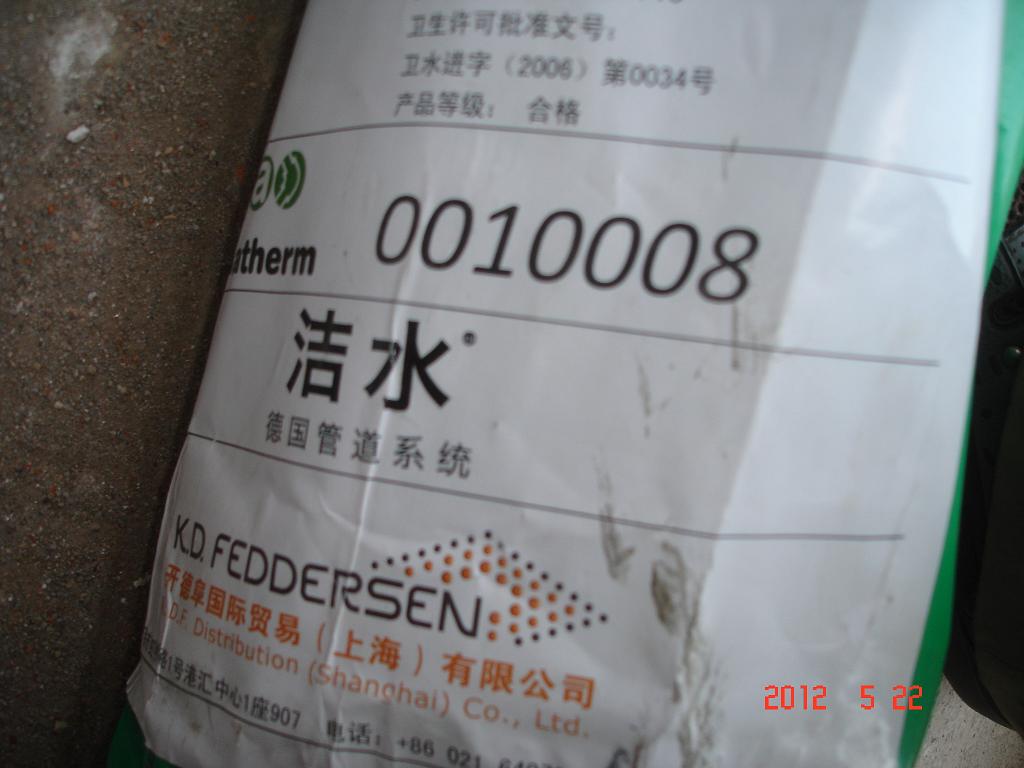 卫生许可批准文号：
卫水进字（2006）第0034号
产品等级： 合格
a
atherm
0010008
洁水®
德国管道系统
K.D. FEDDERSEN
开德阜国际贸易（上海）有限公司
.D.F. Distribution (Shanghai) Co., Ltd.
1号港汇中心1座907 电话：+86 021
2012 5 22